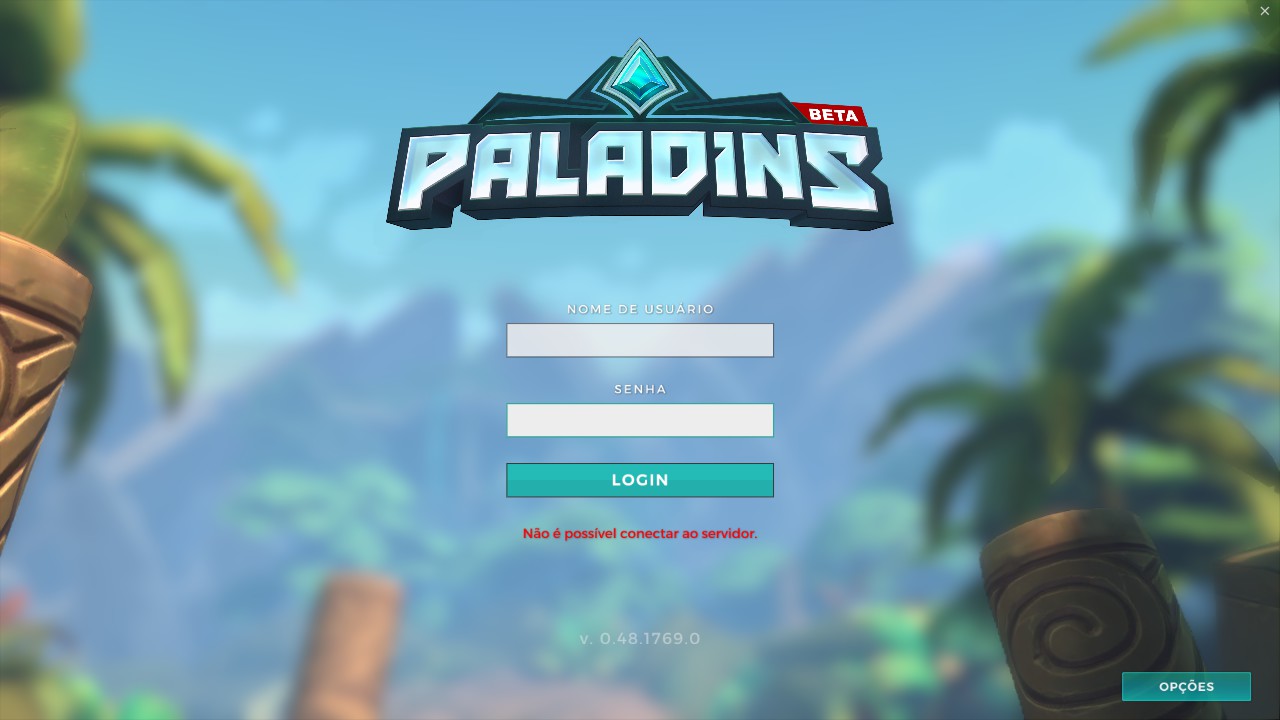 PALADINS
BETA
NOME DE USUÁRIO
SENHA
LOGIN
Não é possível conectar ao servidor.
v. 0.48.1769.0
OPÇÕES